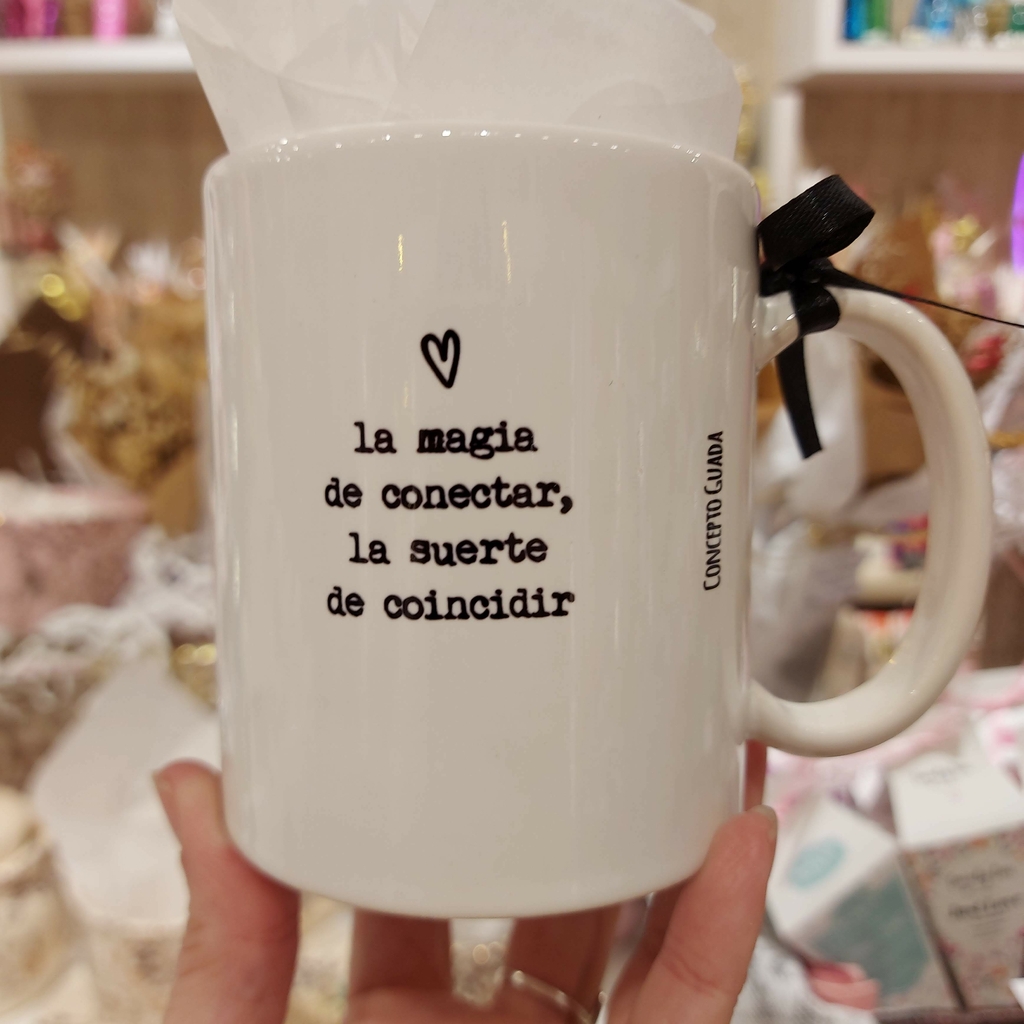 la magia
de conectar,
la suerte
de coincidir
CONCEPTO GUADA